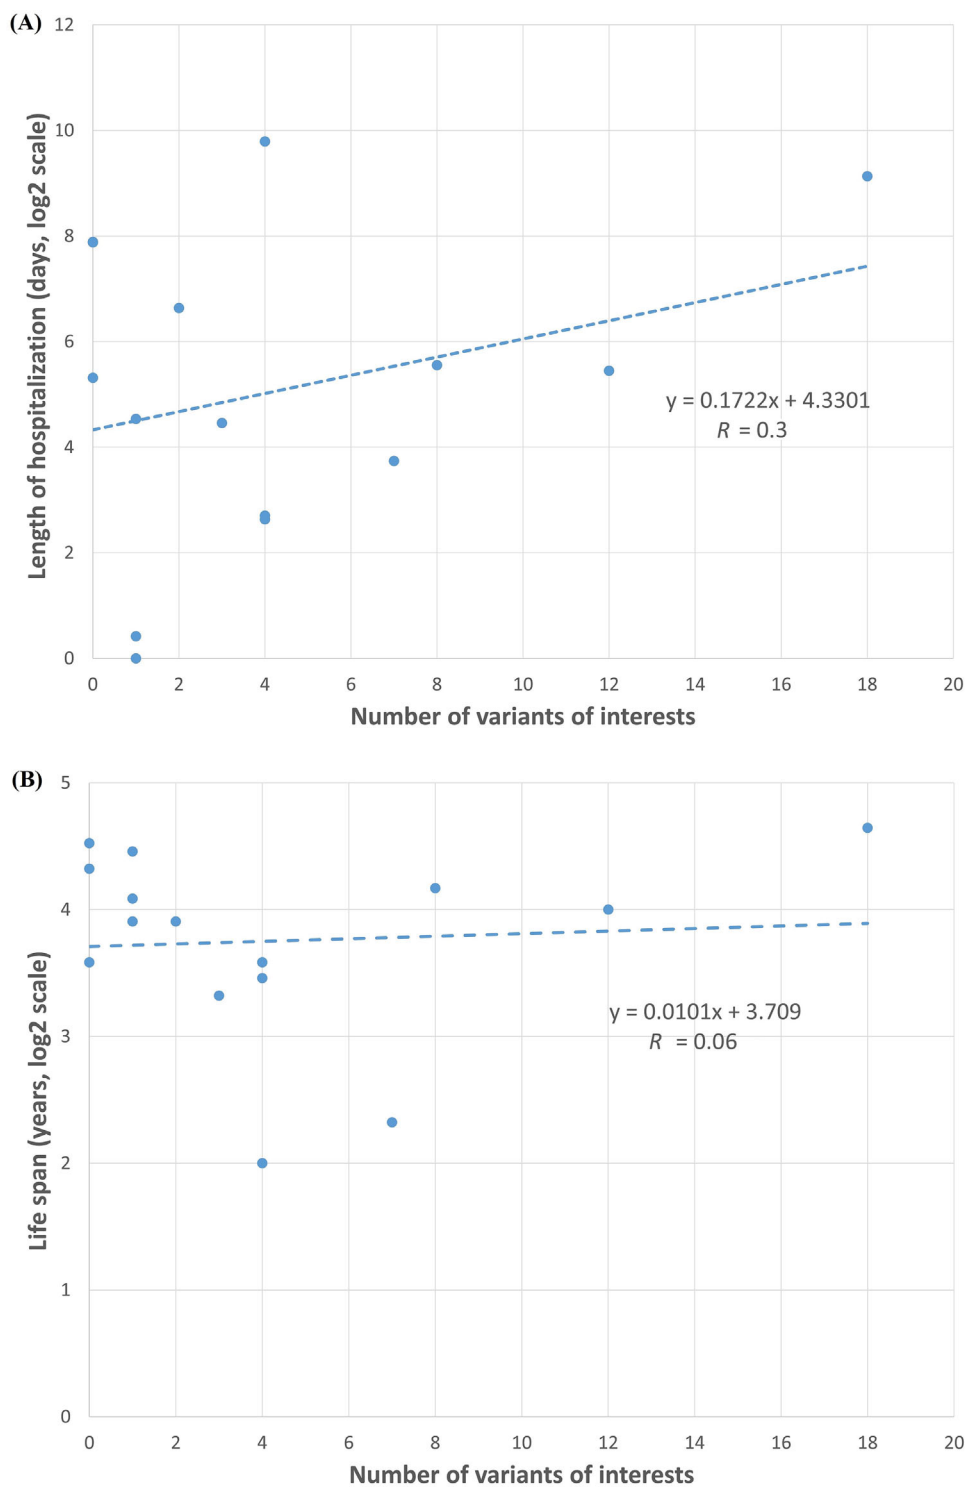 (A)
Length of hospitalization (days, log2 scale)
12
10
8
6
4
2
0
y = 0.1722x + 4.3301
R = 0.3
0 2 4 6 8 10 12 14 16 18 20
Number of variants of interests
(B)
Life span (years, log2 scale)
5
4
3
2
1
0
y = 0.0101x + 3.709
R = 0.06
0 2 4 6 8 10 12 14 16 18 20
Number of variants of interests